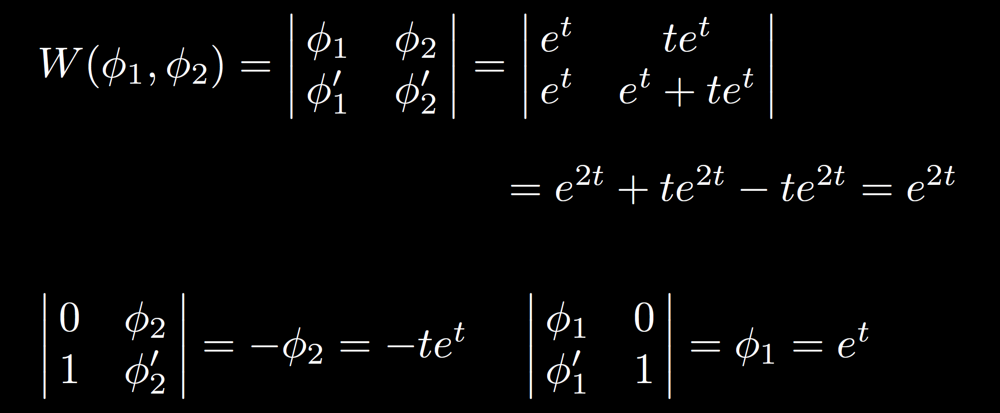 W(ϕ₁, ϕ₂) = | ϕ₁ ϕ₂ ; ϕ₁′ ϕ₂′ | = | eᵗ teᵗ ; eᵗ eᵗ + teᵗ |
= e²ᵗ + te²ᵗ − te²ᵗ = e²ᵗ
| 0 ϕ₂ ; 1 ϕ₂′ | = −ϕ₂ = −teᵗ | ϕ₁ 0 ; ϕ₁′ 1 | = ϕ₁ = eᵗ